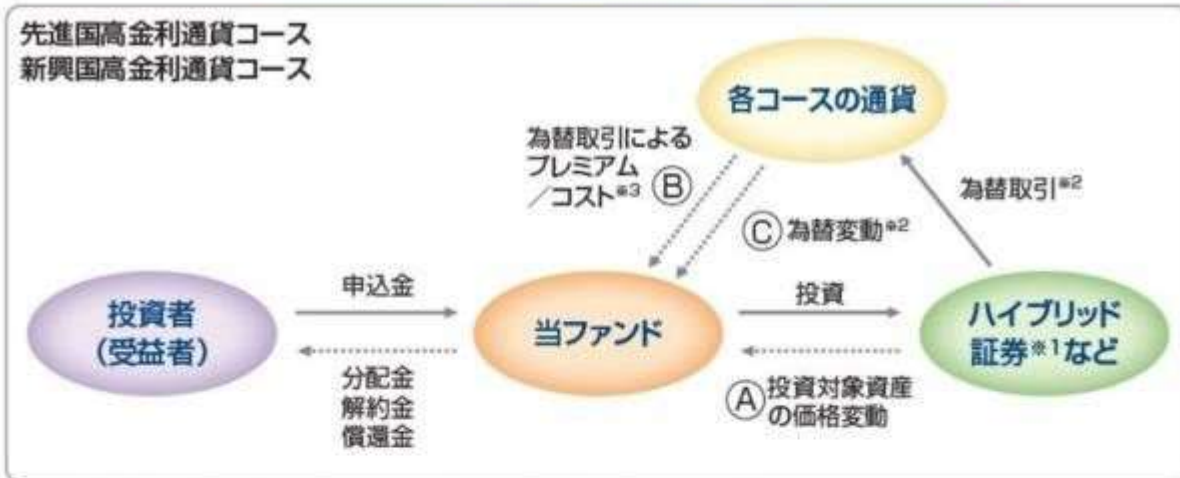 先進国高金利通貨コース
新興国高金利通貨コース
各コースの通貨
為替取引による
プレミアム
／コスト※3
Ⓑ
為替取引※2
Ⓒ 為替変動※2
投資者
(受益者)
申込金
分配金
解約金
償還金
当ファンド
投資
Ⓐ 投資対象資産
の価格変動
ハイブリッド
証券※1など